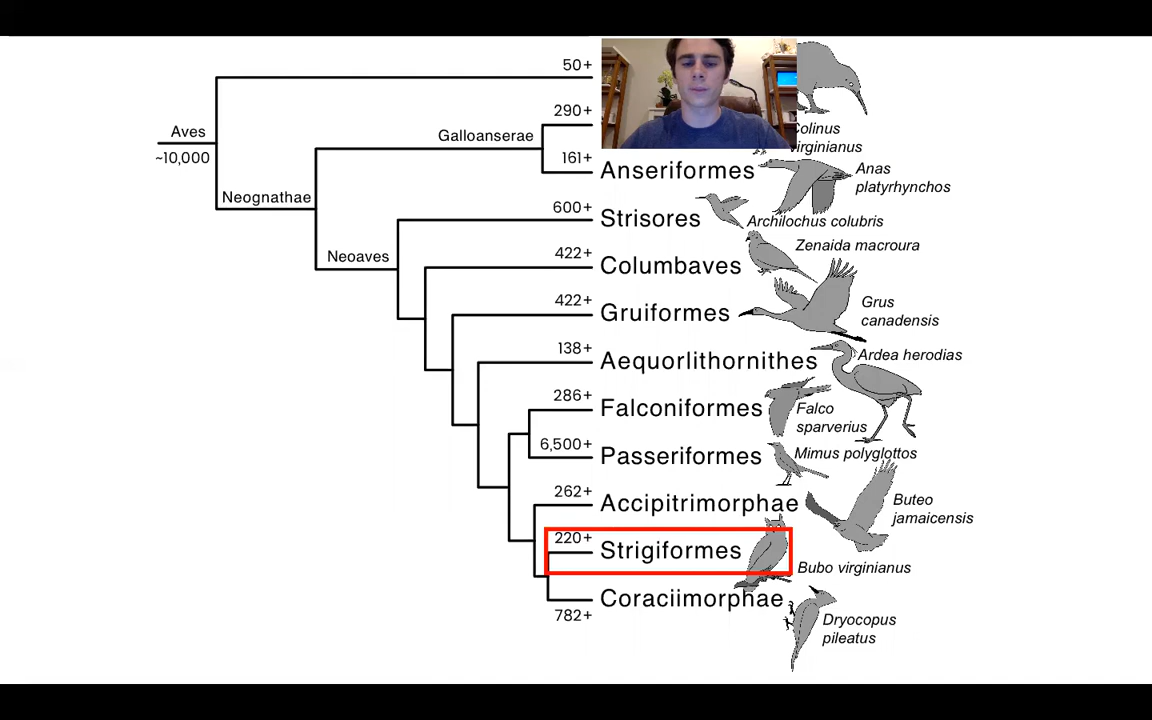 50+
290+
Colinus
virginianus
Aves
Galloanserae
~10,000
161+
Anseriformes
Anas
platyrhynchos
Neognathae
600+
Strisores
Archilochus colubris
Neoaves
422+
Columbaves
Zenaida macroura
422+
Gruiformes
Grus
canadensis
138+
Aequorlithornithes
Ardea herodias
286+
Falconiformes
Falco
sparverius
6,500+
Passeriformes
Mimus polyglottos
262+
Accipitrimorphae
Buteo
jamaicensis
220+
Strigiformes
Bubo virginianus
Coraciimorphae
782+
Dryocopus
pileatus